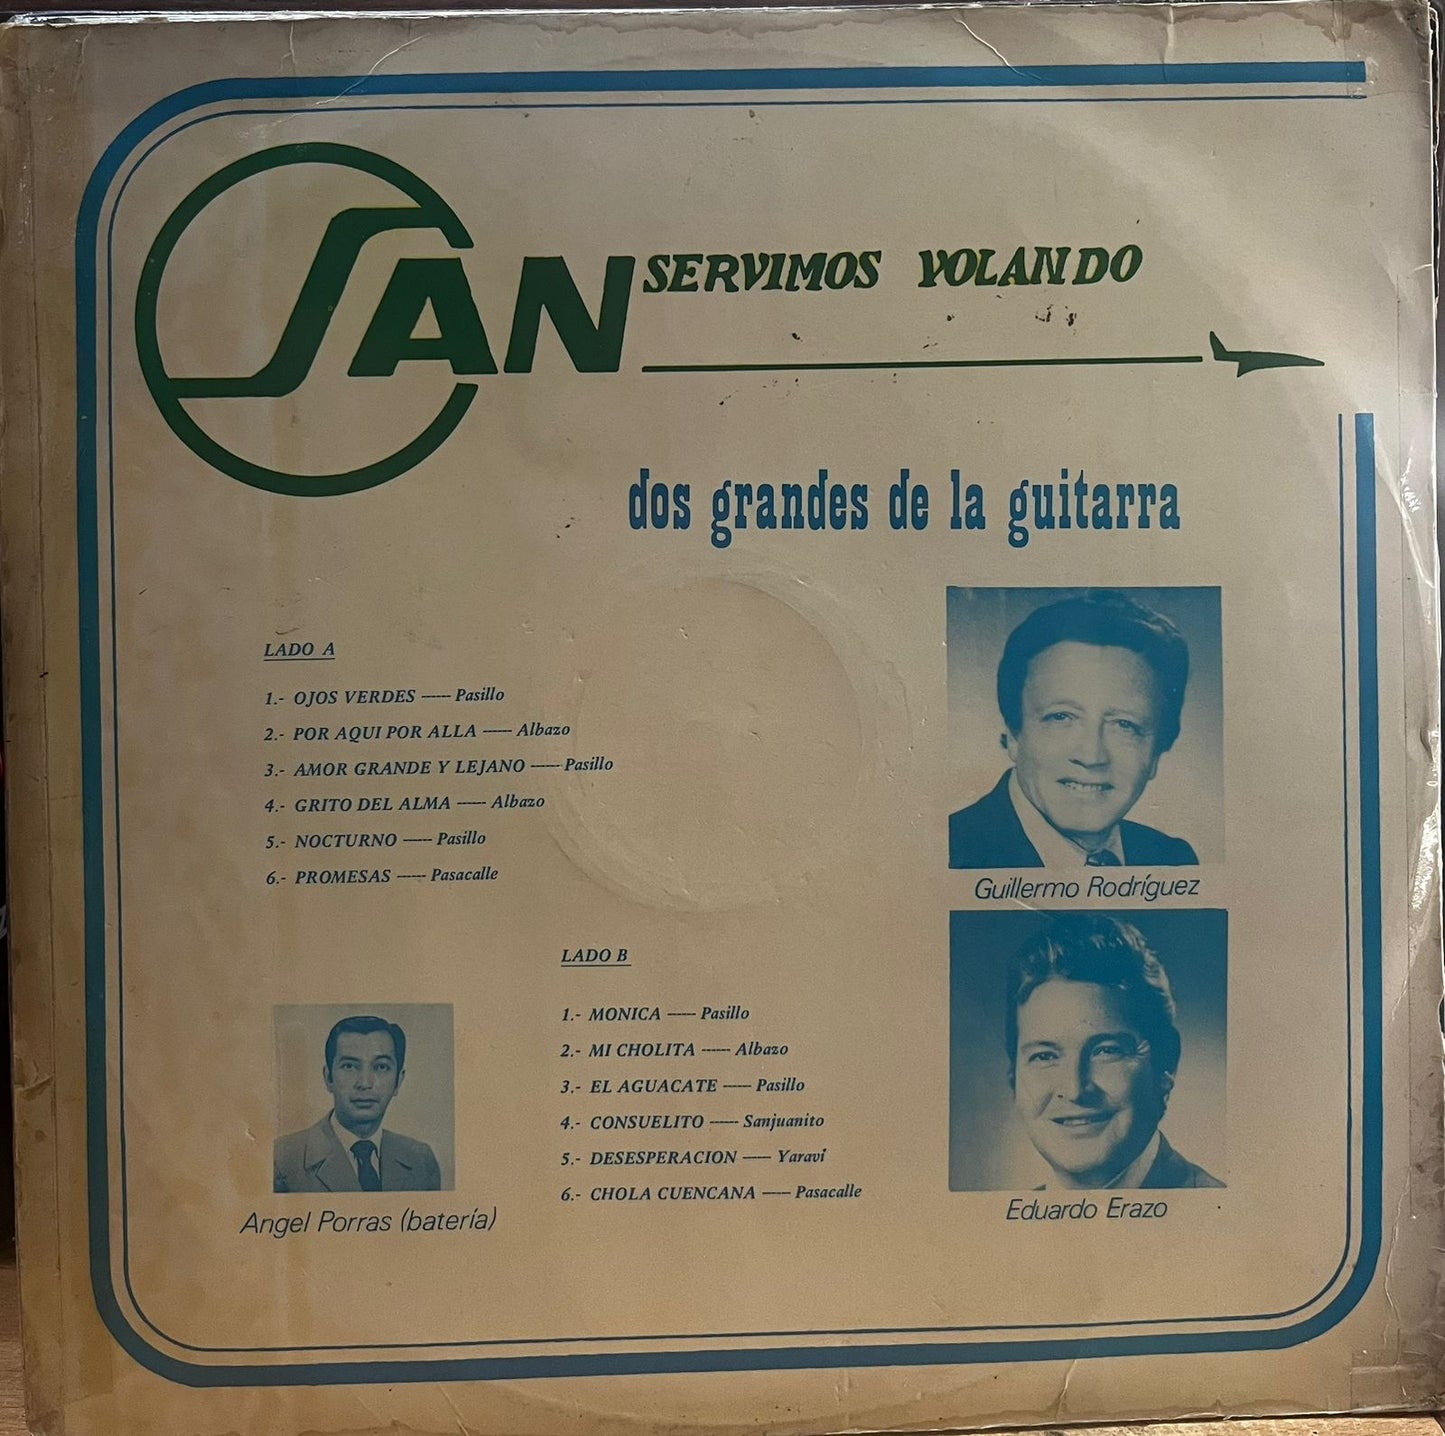 SAN SERVIMOS VOLANDO
dos grandes de la guitarra
LADO A
1.- OJOS VERDES —— Pasillo
2.- POR AQUI POR ALLA —— Albazo
3.- AMOR GRANDE Y LEJANO —— Pasillo
4.- GRITO DEL ALMA —— Albazo
5.- NOCTURNO —— Pasillo
6.- PROMESAS —— Pasacalle
Guillermo Rodríguez
LADO B
1.- MONICA —— Pasillo
2.- MI CHOLITA —— Albazo
3.- EL AGUACATE —— Pasillo
4.- CONSUELITO —— Sanjuanito
5.- DESESPERACION —— Yaraví
6.- CHOLA CUENCANA —— Pasacalle
Angel Porras (batería)
Eduardo Erazo